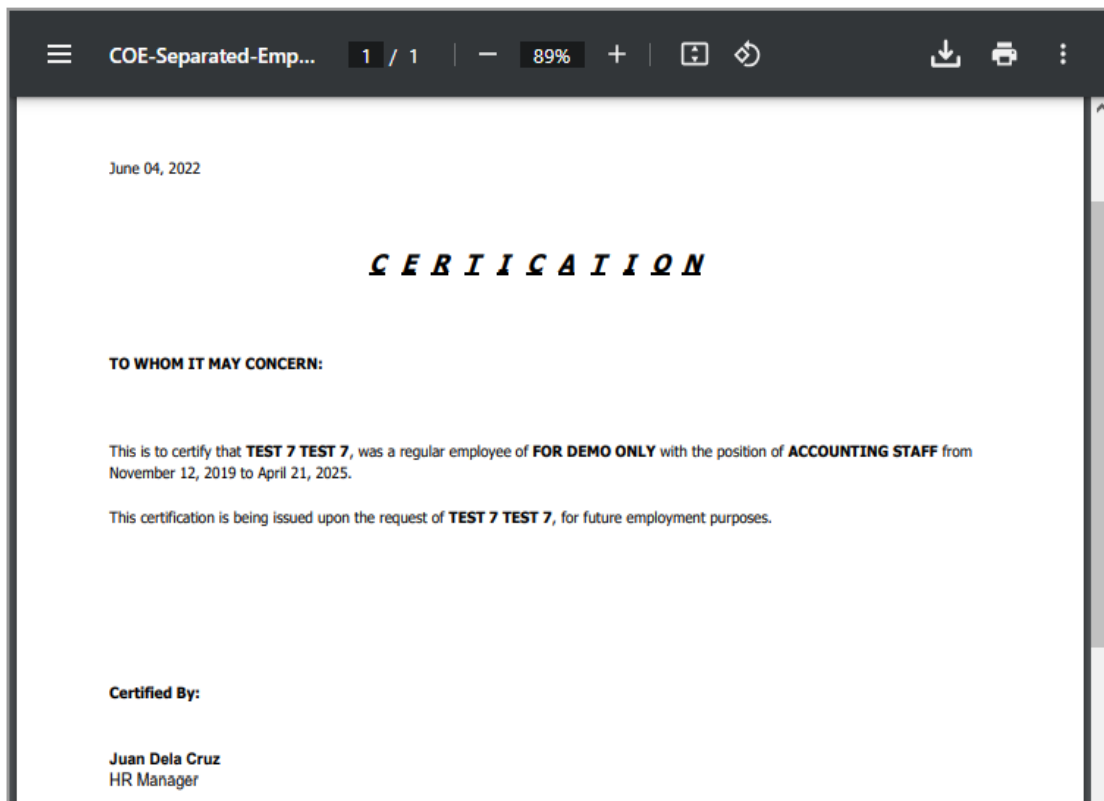 COE-Separated-Emp... 1 / 1 89%
June 04, 2022
C E R T I C A T I O N
TO WHOM IT MAY CONCERN:
This is to certify that TEST 7 TEST 7, was a regular employee of FOR DEMO ONLY with the position of ACCOUNTING STAFF from
November 12, 2019 to April 21, 2025.
This certification is being issued upon the request of TEST 7 TEST 7, for future employment purposes.
Certified By:
Juan Dela Cruz
HR Manager